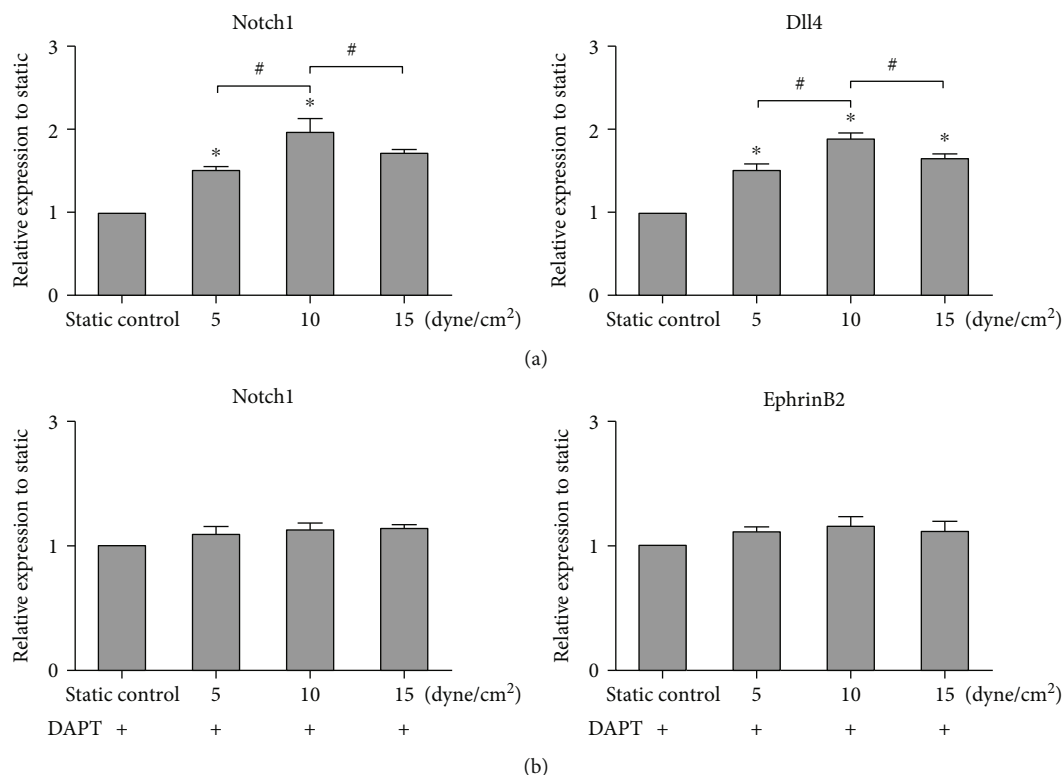 Notch1
Relative expression to static
3
2
1
0
#
#
*
*
Static control 5 10 15 (dyne/cm²)
Dll4
Relative expression to static
3
2
1
0
#
#
*
*
*
Static control 5 10 15 (dyne/cm²)
(a)
Notch1
Relative expression to static
3
1
0
Static control 5 10 15 (dyne/cm²)
DAPT + + + +
EphrinB2
Relative expression to static
3
1
0
Static control 5 10 15 (dyne/cm²)
DAPT + + + +
(b)